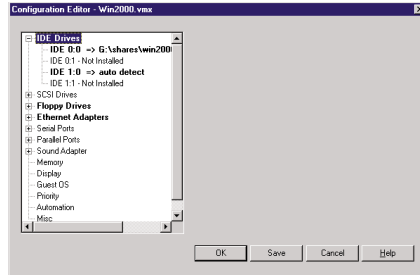 Configuration Editor - Win2000.vmx
IDE Drives
IDE 0:0 => G:\shares\win200
IDE 0:1 - Not Installed
IDE 1:0 => auto detect
IDE 1:1 - Not Installed
SCSI Drives
Floppy Drives
Ethernet Adapters
Serial Ports
Parallel Ports
Sound Adapter
Memory
Display
Guest OS
Priority
Automation
Misc
OK Save Cancel Help